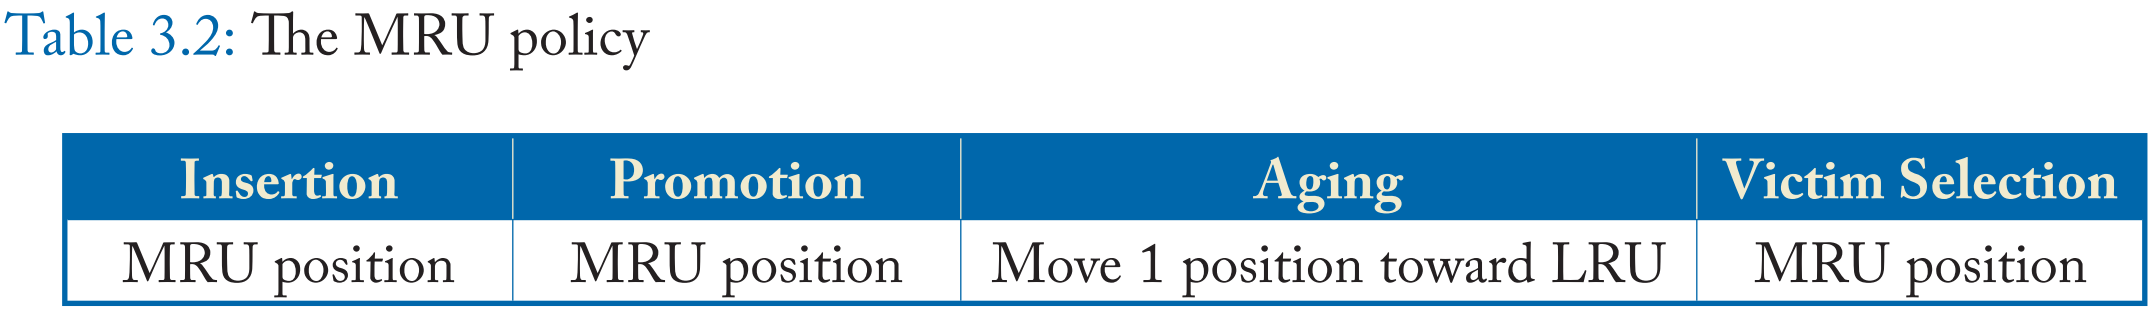 Table 3.2: The MRU policy
Insertion Promotion Aging Victim Selection
MRU position MRU position Move 1 position toward LRU MRU position